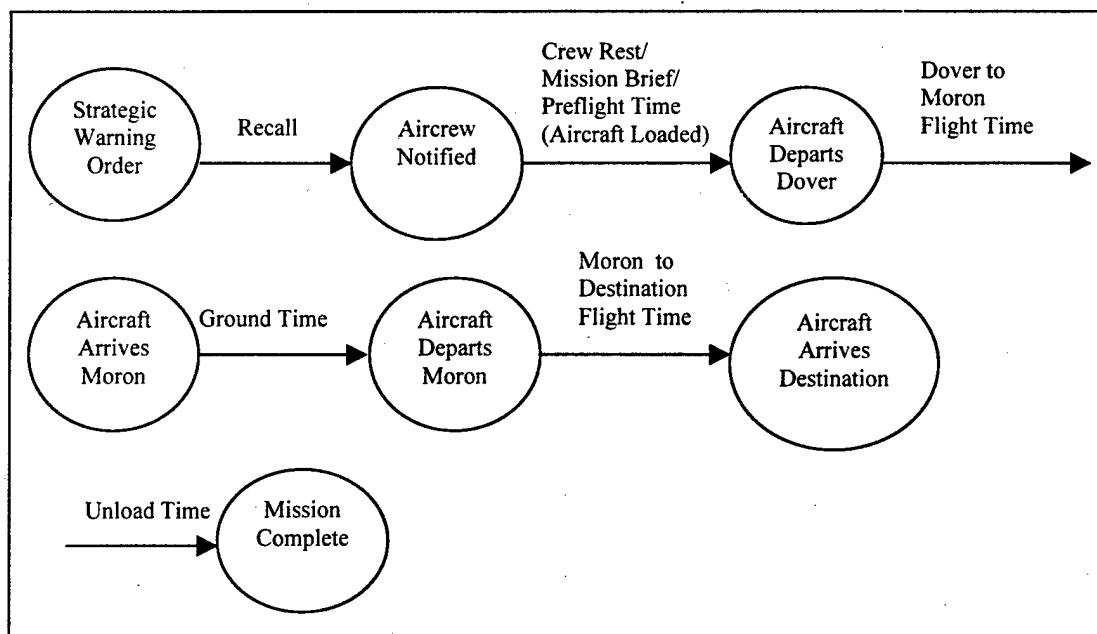 Strategic
Warning
Order
Recall
Aircrew
Notified
Crew Rest/
Mission Brief/
Preflight Time
(Aircraft Loaded)
Aircraft
Departs
Dover
Dover to
Moron
Flight Time
Aircraft
Arrives
Moron
Ground Time
Aircraft
Departs
Moron
Moron to
Destination
Flight Time
Aircraft
Arrives
Destination
Unload Time
Mission
Complete